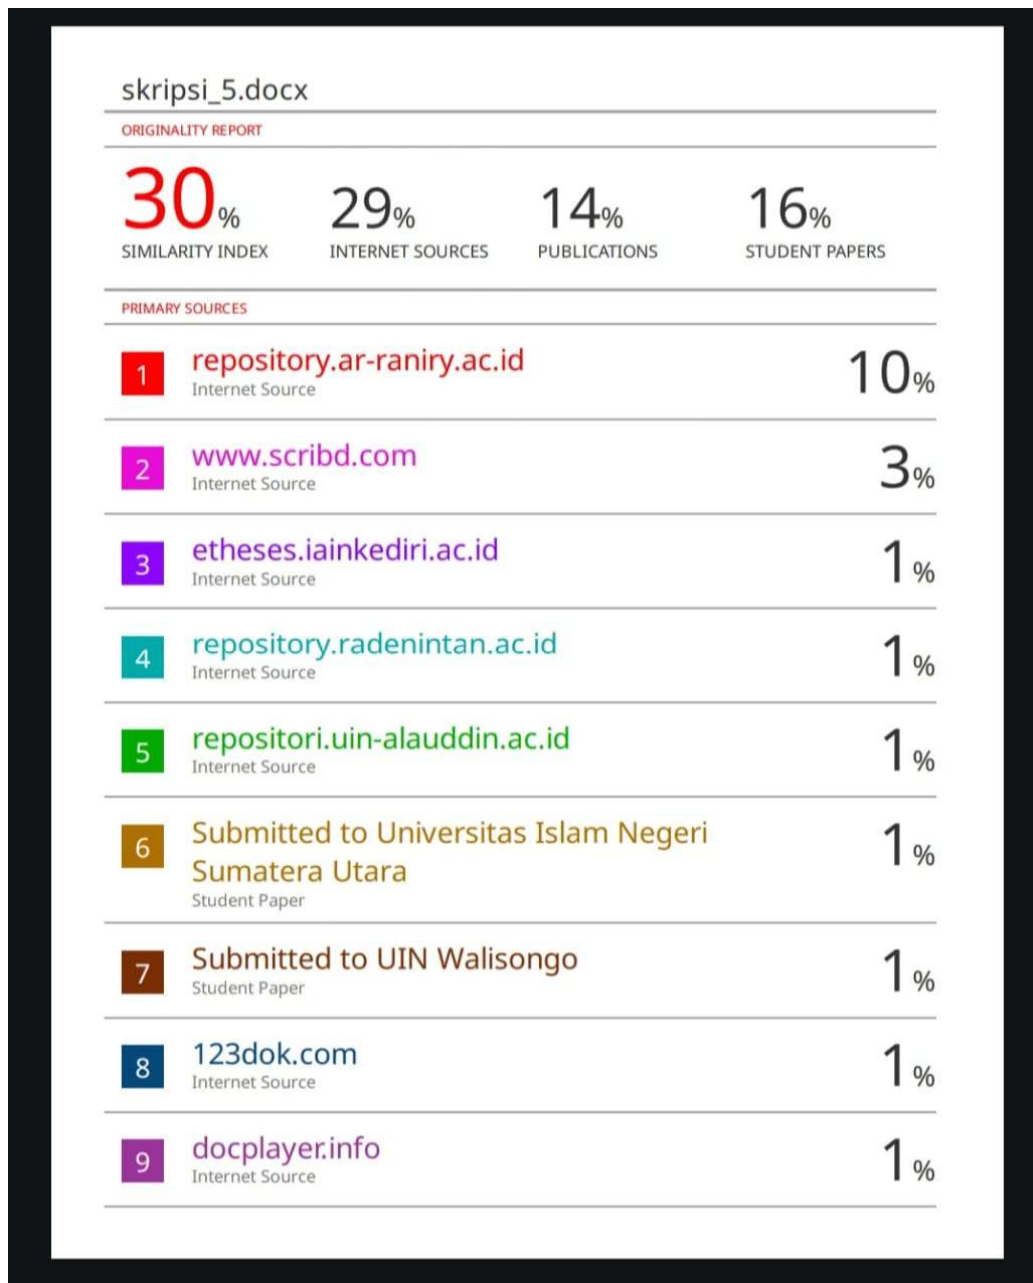 skripsi_5.docx
ORIGINALITY REPORT
30% 29% 14% 16%
SIMILARITY INDEX INTERNET SOURCES PUBLICATIONS STUDENT PAPERS
PRIMARY SOURCES
1 repository.ar-raniry.ac.id 10%
Internet Source
2 www.scribd.com 3%
Internet Source
3 etheses.iainkediri.ac.id 1%
Internet Source
4 repository.radenintan.ac.id 1%
Internet Source
5 repositori.uin-alauddin.ac.id 1%
Internet Source
6 Submitted to Universitas Islam Negeri 1%
Sumatera Utara
Student Paper
7 Submitted to UIN Walisongo 1%
Student Paper
8 123dok.com 1%
Internet Source
9 docplayer.info 1%
Internet Source